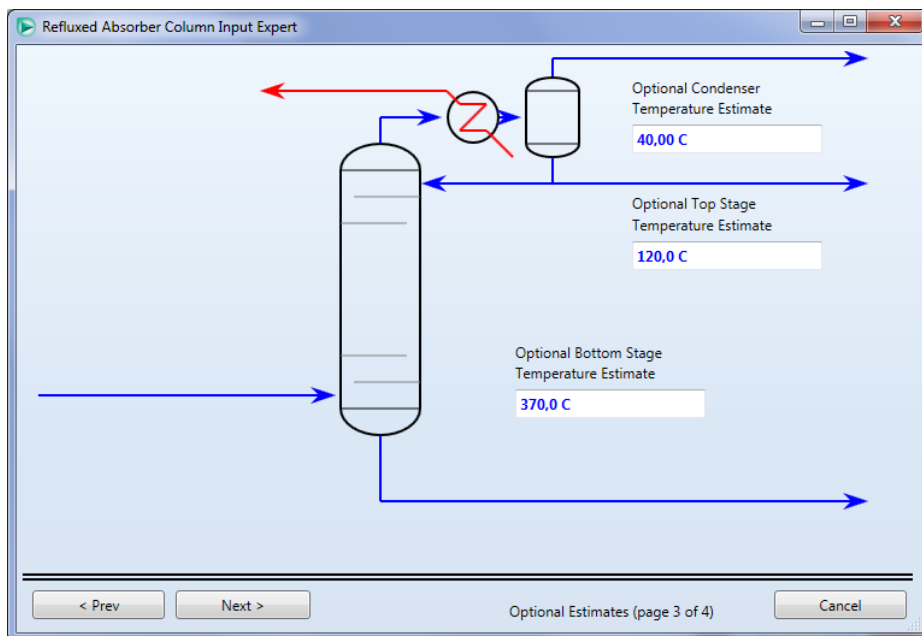 Refluxed Absorber Column Input Expert
Optional Condenser
Temperature Estimate
40,00 C
Optional Top Stage
Temperature Estimate
120,0 C
Optional Bottom Stage
Temperature Estimate
370,0 C
< Prev
Next >
Optional Estimates (page 3 of 4)
Cancel